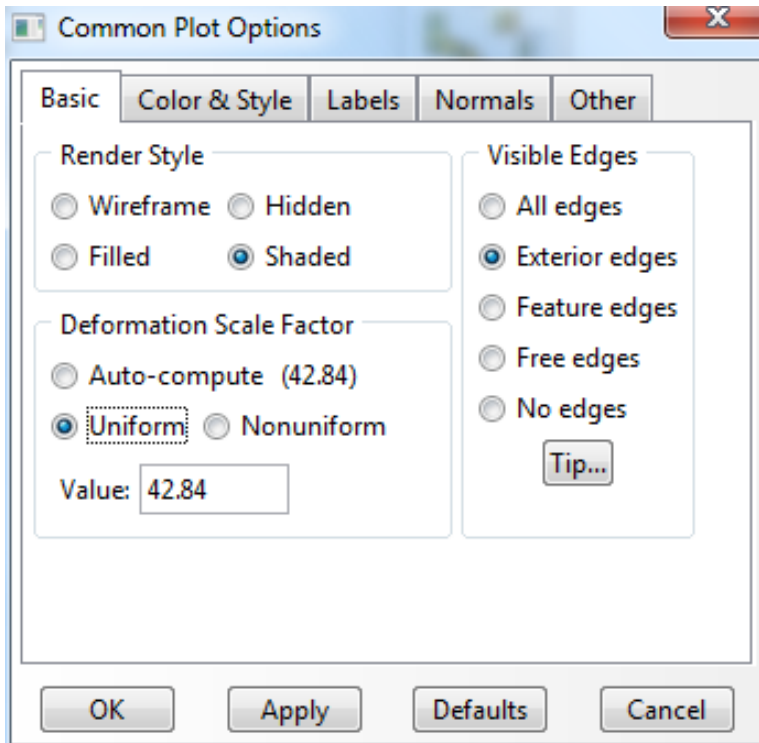 Common Plot Options
X
Basic Color & Style Labels Normals Other
Render Style
Wireframe Hidden
Filled Shaded
Deformation Scale Factor
Auto-compute (42.84)
Uniform Nonuniform
Value: 42.84
Visible Edges
All edges
Exterior edges
Feature edges
Free edges
No edges
Tip...
OK Apply Defaults Cancel